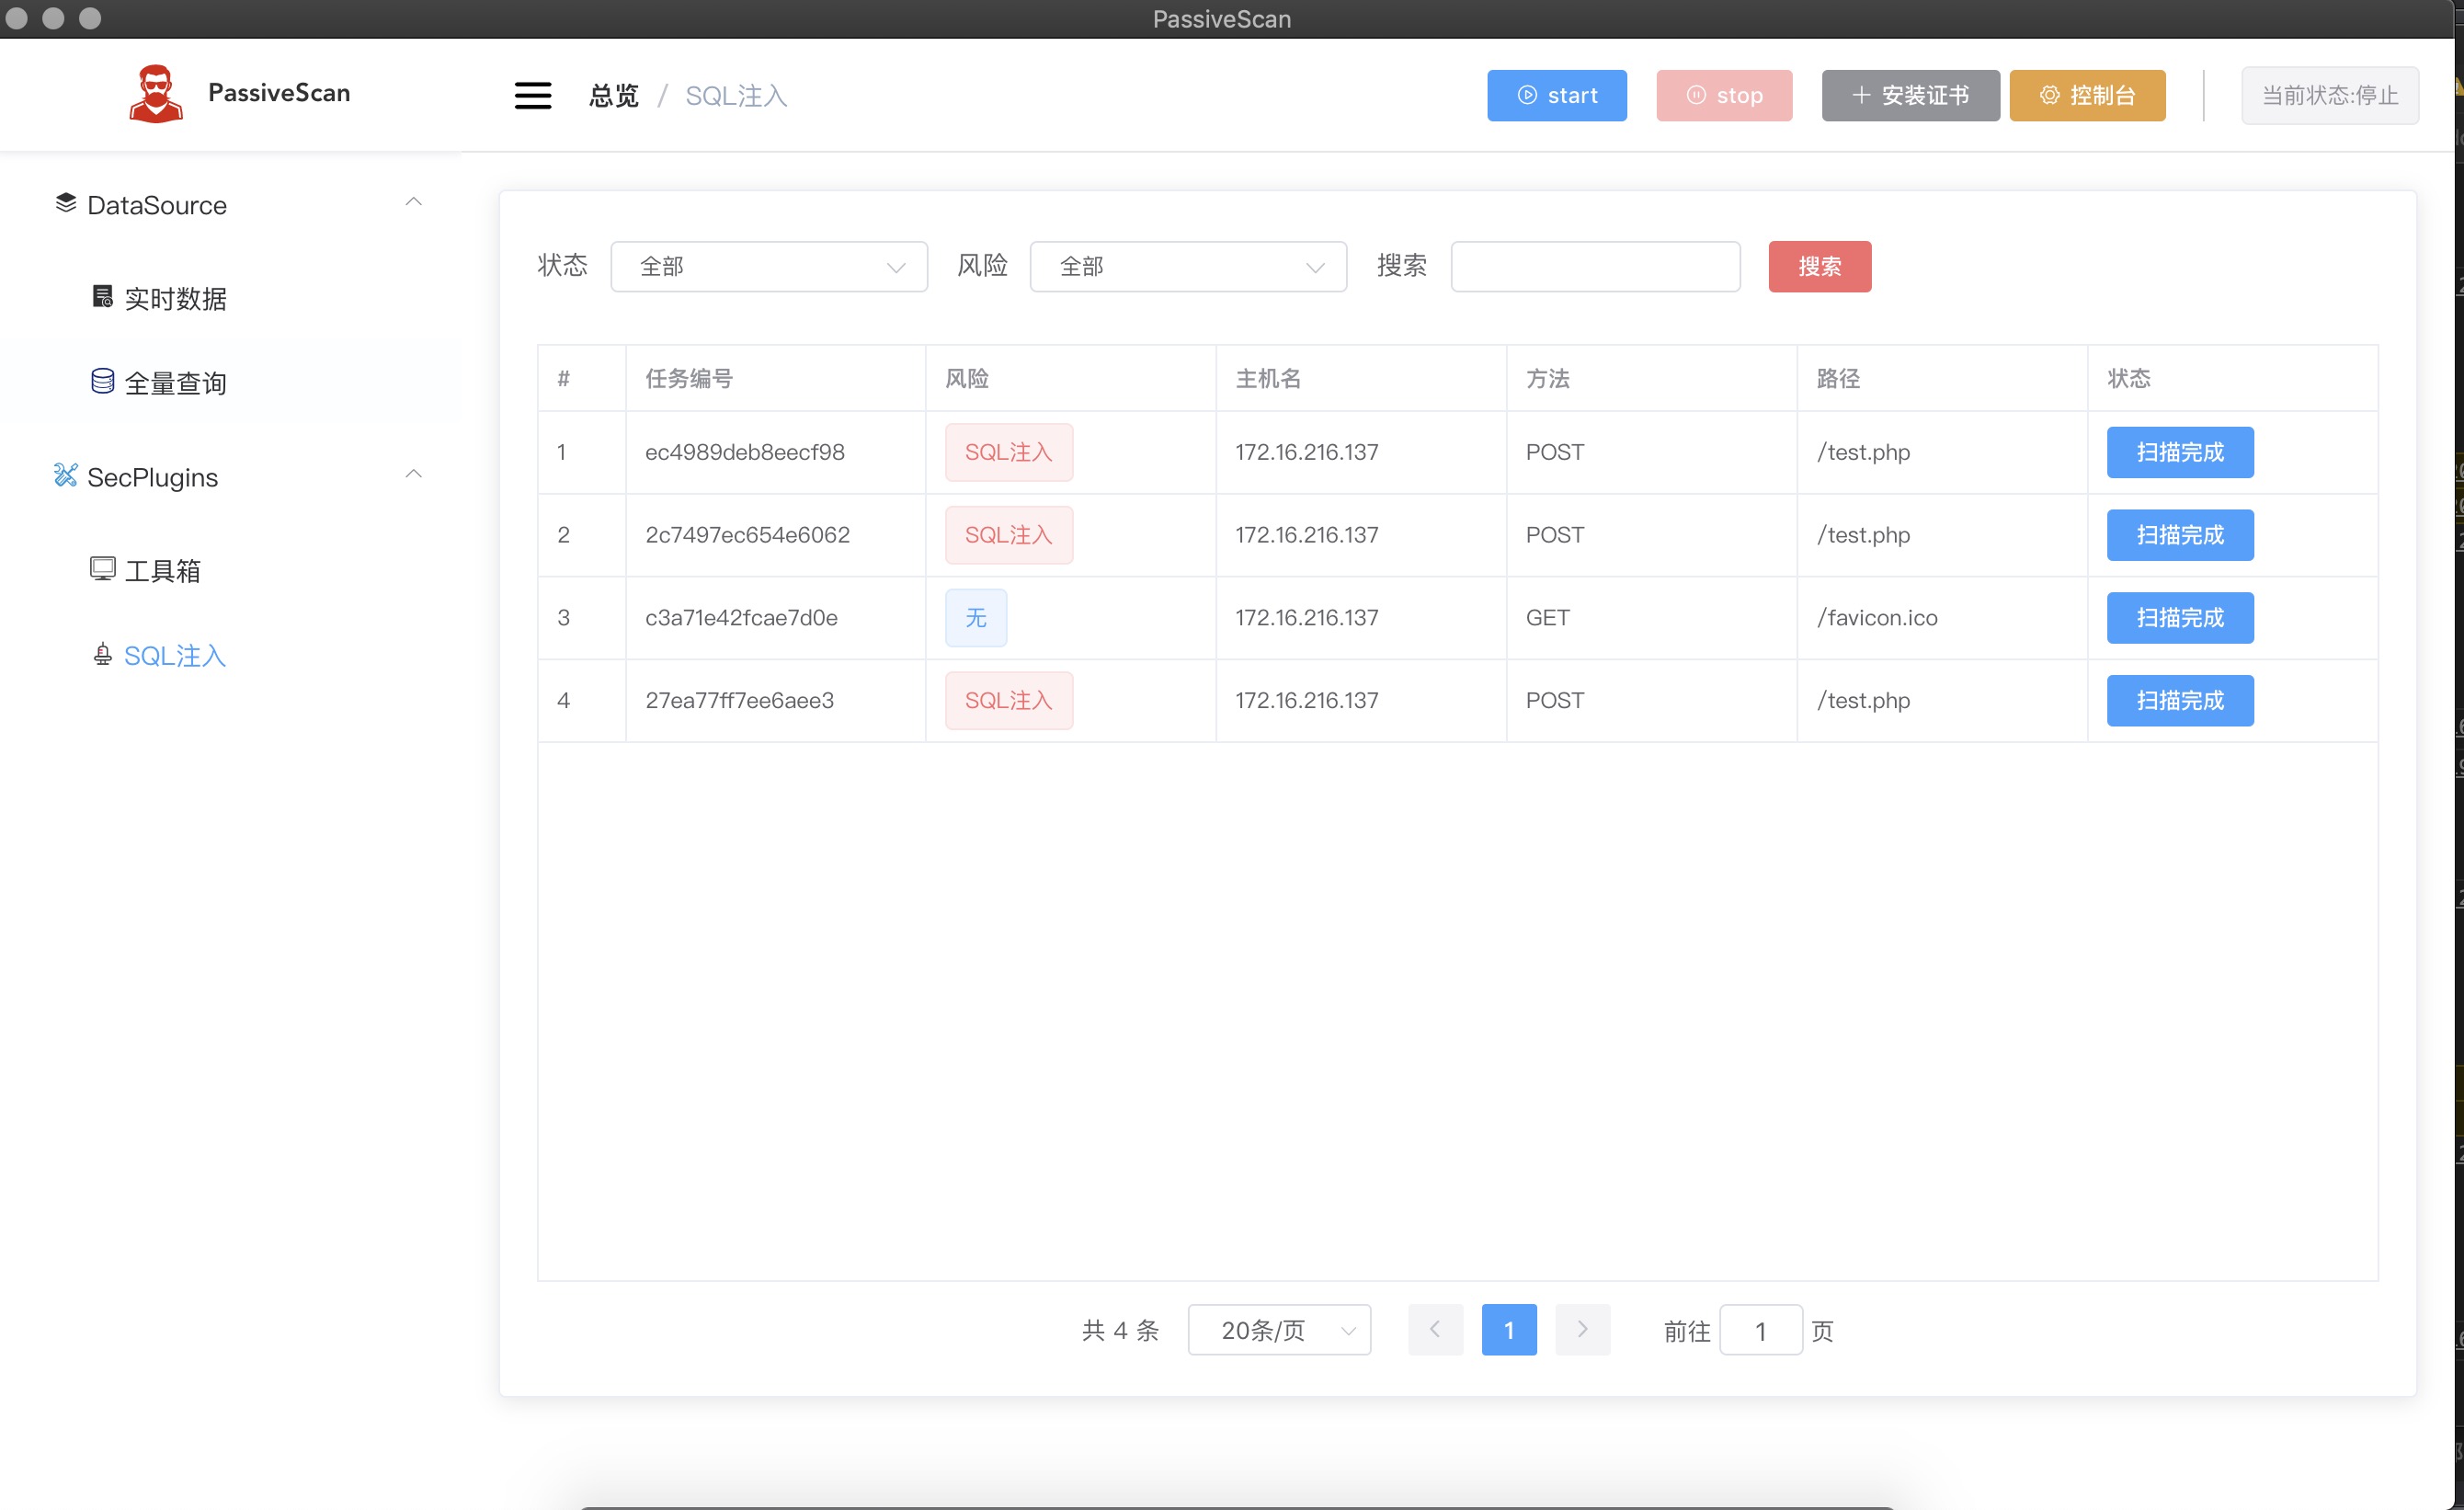 PassiveScan
PassiveScan
总览 / SQL注入
start
stop
安装证书
控制台
当前状态:停止
DataSource
实时数据
全量查询
SecPlugins
工具箱
SQL注入
状态 全部 风险 全部 搜索 搜索
# 任务编号 风险 主机名 方法 路径 状态
1 ec4989deb8eecf98 SQL注入 172.16.216.137 POST /test.php 扫描完成
2 2c7497ec654e6062 SQL注入 172.16.216.137 POST /test.php 扫描完成
3 c3a71e42fcae7d0e 无 172.16.216.137 GET /favicon.ico 扫描完成
4 27ea77ff7ee6aee3 SQL注入 172.16.216.137 POST /test.php 扫描完成
共 4 条 20条/页 1 前往 1 页